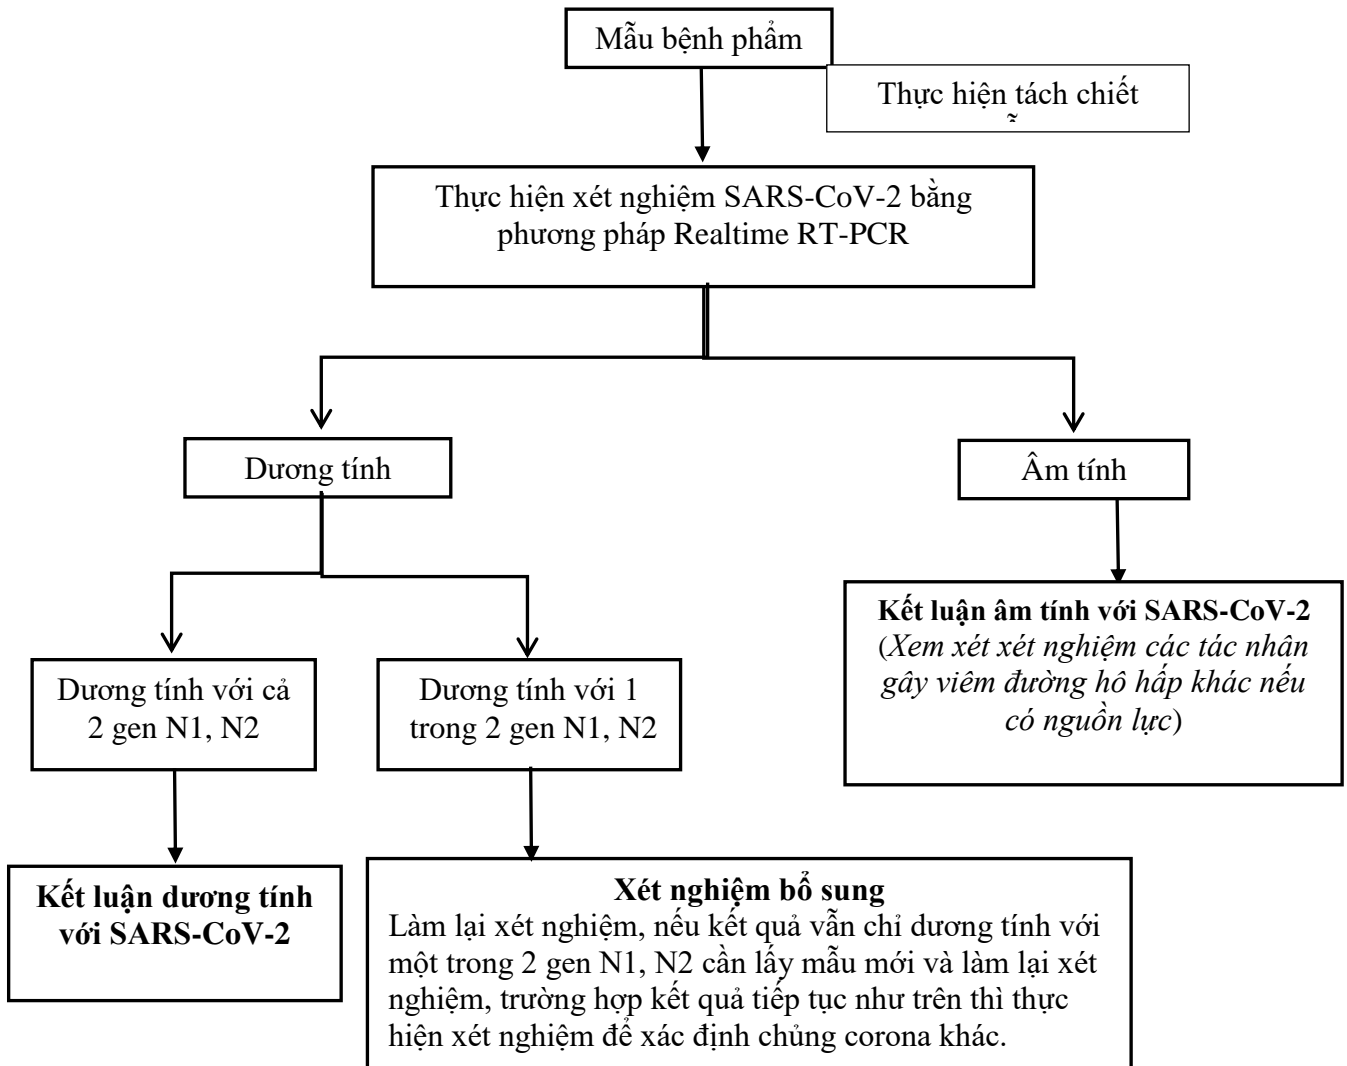 Mẫu bệnh phẩm
Thực hiện tách chiết
Thực hiện xét nghiệm SARS-CoV-2 bằng
phương pháp Realtime RT-PCR
Dương tính
Âm tính
Dương tính với cả
2 gen N1, N2
Dương tính với 1
trong 2 gen N1, N2
Kết luận âm tính với SARS-CoV-2
(Xem xét xét nghiệm các tác nhân
gây viêm đường hô hấp khác nếu
có nguồn lực)
Kết luận dương tính
với SARS-CoV-2
Xét nghiệm bổ sung
Làm lại xét nghiệm, nếu kết quả vẫn chỉ dương tính với
một trong 2 gen N1, N2 cần lấy mẫu mới và làm lại xét
nghiệm, trường hợp kết quả tiếp tục như trên thì thực
hiện xét nghiệm để xác định chủng corona khác.